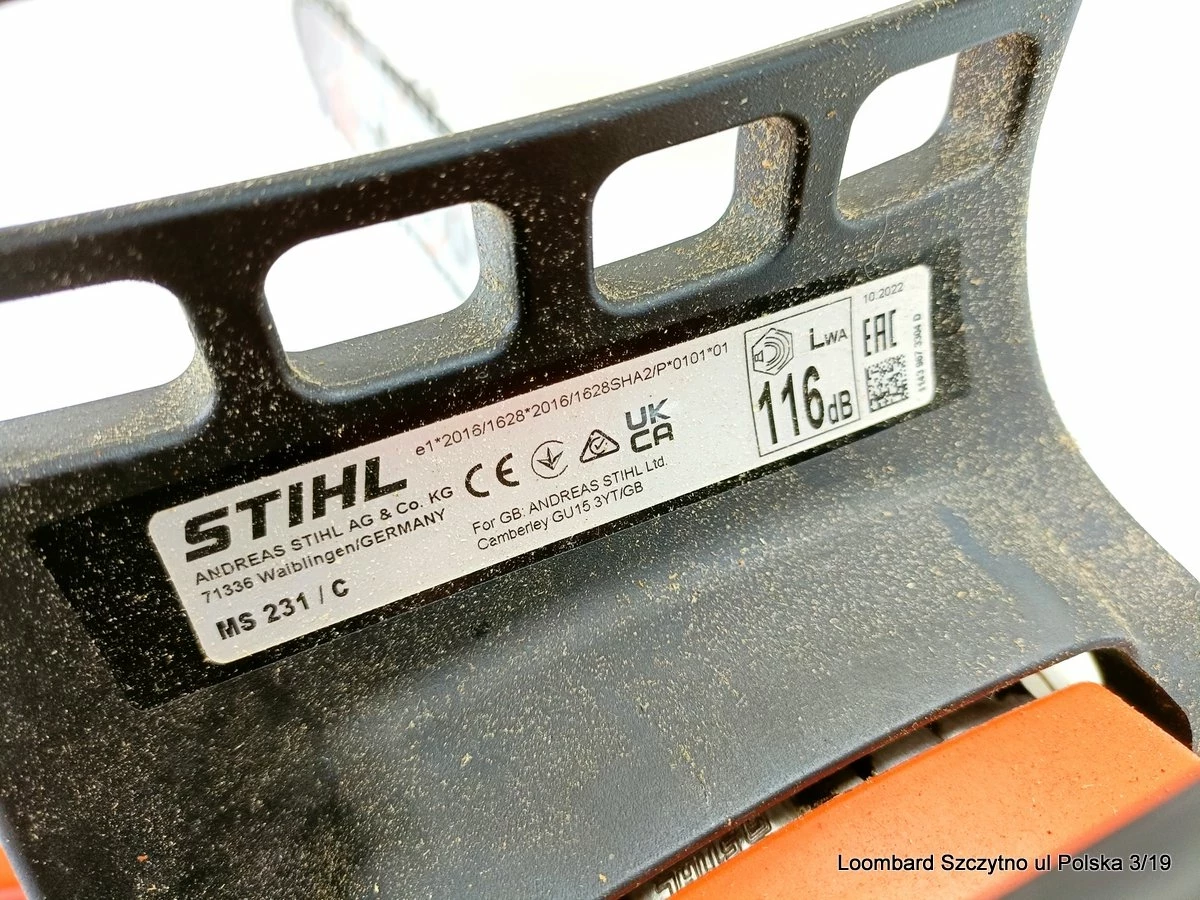 STIHL
e1*2016/1628*2016/1628SHA2/P*0101*01
ANDREAS STIHL AG & Co. KG
71336 Waiblingen/GERMANY
MS 231 / C
CE
UK
CA
For GB: ANDREAS STIHL Ltd.
Camberley GU15 3YT/GB
LWA
116dB
10.2022
EAC
Loombard Szczytno ul Polska 3/19